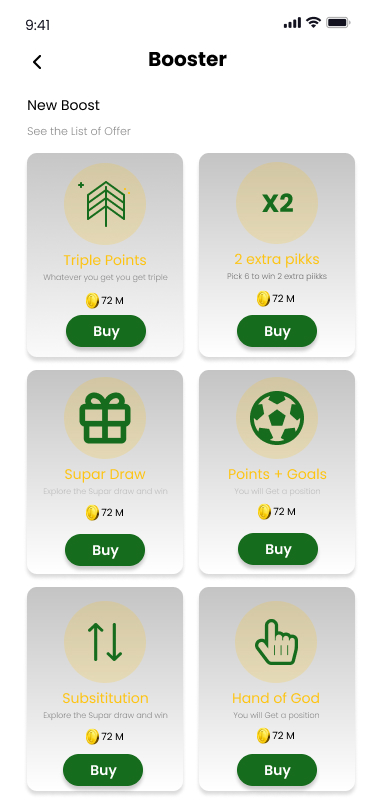 9:41
Booster
New Boost
See the List of Offer
Triple Points
Whatever you get you get triple
72 M
Buy
X2
2 extra pikks
Pick 6 to win 2 extra pikks
72 M
Buy
Supar Draw
Explore the Supar draw and win
72 M
Buy
Points + Goals
You will Get a position
72 M
Buy
Subsititution
Explore the Supar draw and win
72 M
Buy
Hand of God
You will Get a position
72 M
Buy